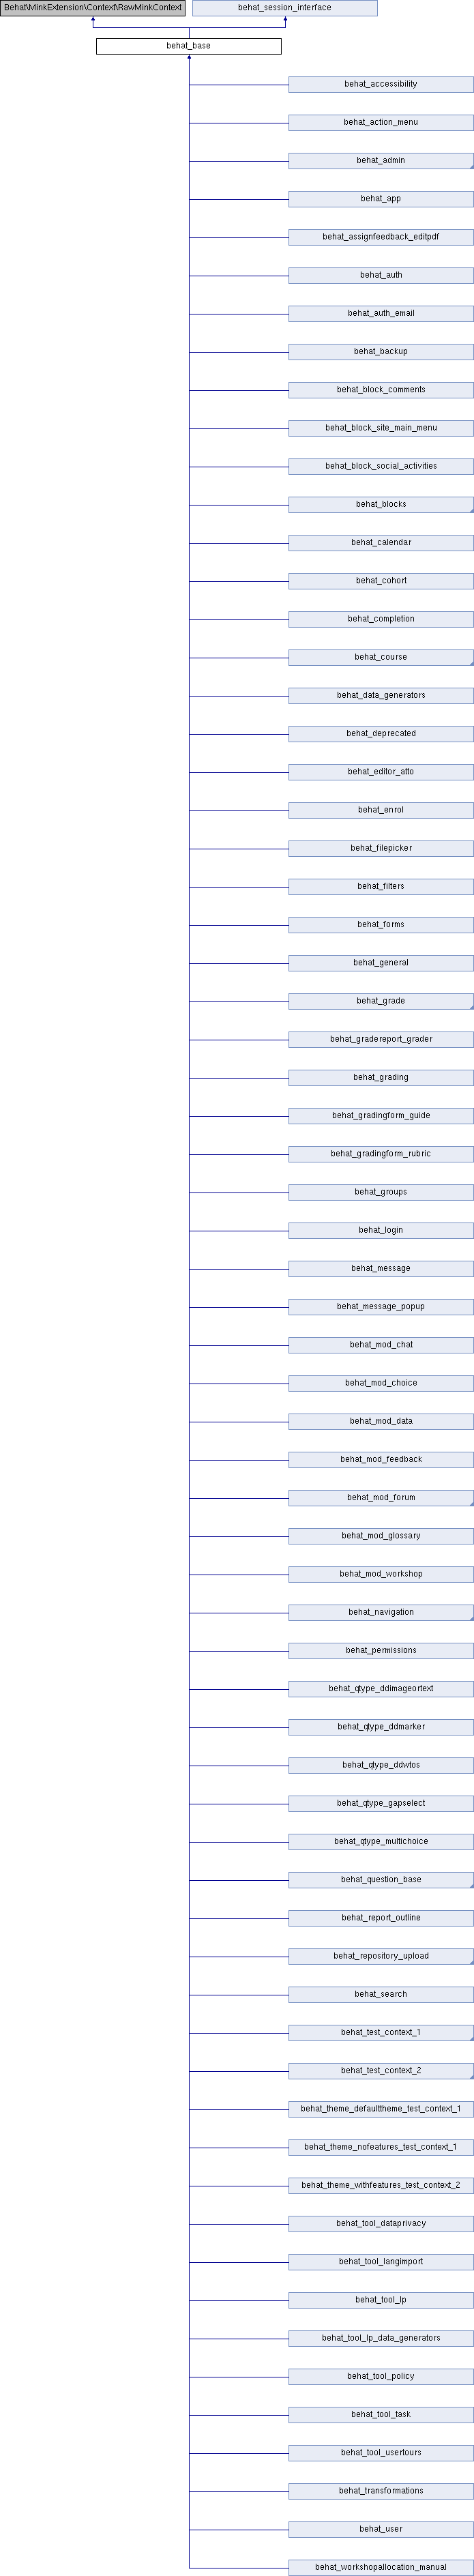 Behat\MinkExtension\Context\RawMinkContext
behat_session_interface
behat_base
behat_accessibility
behat_action_menu
behat_admin
behat_app
behat_assignfeedback_editpdf
behat_auth
behat_auth_email
behat_backup
behat_block_comments
behat_block_site_main_menu
behat_block_social_activities
behat_blocks
behat_calendar
behat_cohort
behat_completion
behat_course
behat_data_generators
behat_deprecated
behat_editor_atto
behat_enrol
behat_filepicker
behat_filters
behat_forms
behat_general
behat_grade
behat_gradereport_grader
behat_grading
behat_gradingform_guide
behat_gradingform_rubric
behat_groups
behat_login
behat_message
behat_message_popup
behat_mod_chat
behat_mod_choice
behat_mod_data
behat_mod_feedback
behat_mod_forum
behat_mod_glossary
behat_mod_workshop
behat_navigation
behat_permissions
behat_qtype_ddimageortext
behat_qtype_ddmarker
behat_qtype_ddwtos
behat_qtype_gapselect
behat_qtype_multichoice
behat_question_base
behat_report_outline
behat_repository_upload
behat_search
behat_test_context_1
behat_test_context_2
behat_theme_defaulttheme_test_context_1
behat_theme_nofeatures_test_context_1
behat_theme_withfeatures_test_context_2
behat_tool_dataprivacy
behat_tool_langimport
behat_tool_lp
behat_tool_lp_data_generators
behat_tool_policy
behat_tool_task
behat_tool_usertours
behat_transformations
behat_user
behat_workshopallocation_manual